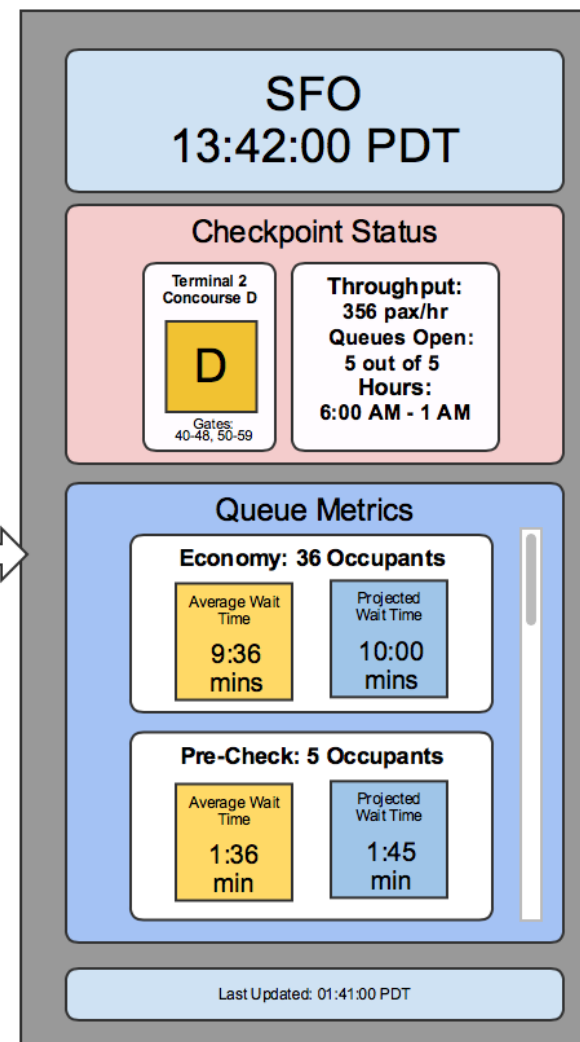 SFO
13:42:00 PDT
Checkpoint Status
Terminal 2
Concourse D
D
Gates:
40-48, 50-59
Throughput:
356 pax/hr
Queues Open:
5 out of 5
Hours:
6:00 AM - 1 AM
Queue Metrics
Economy: 36 Occupants
Average Wait
Time
9:36
mins
Projected
Wait Time
10:00
mins
Pre-Check: 5 Occupants
Average Wait
Time
1:36
min
Projected
Wait Time
1:45
min
Last Updated: 01:41:00 PDT